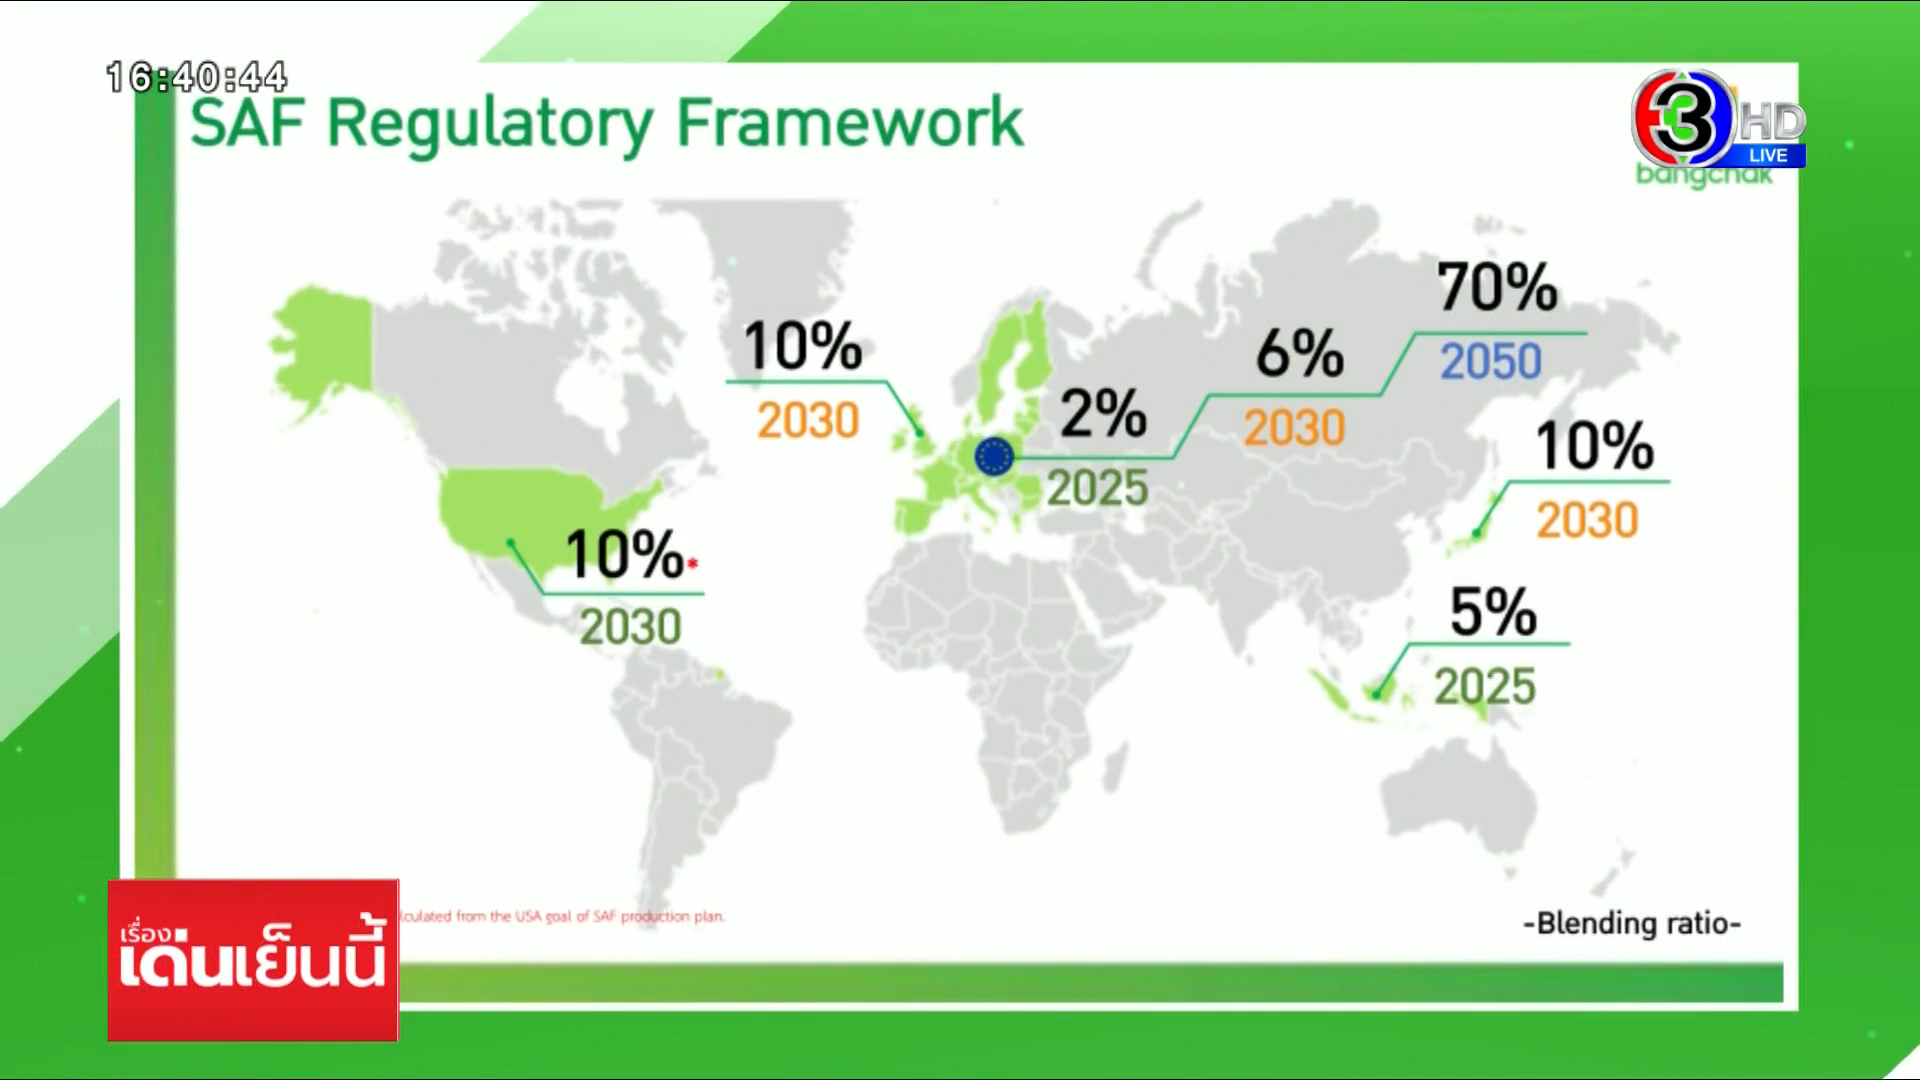 16:40:44
SAF Regulatory Framework
3 HD
LIVE
bangchak
70%
2050
10%
2030
6%
2030
2%
2025
10%
2030
10%*
2030
5%
2025
from the USA goal of SAF production plan.
-Blending ratio-
เรื่อง
เด่นเย็นนี้